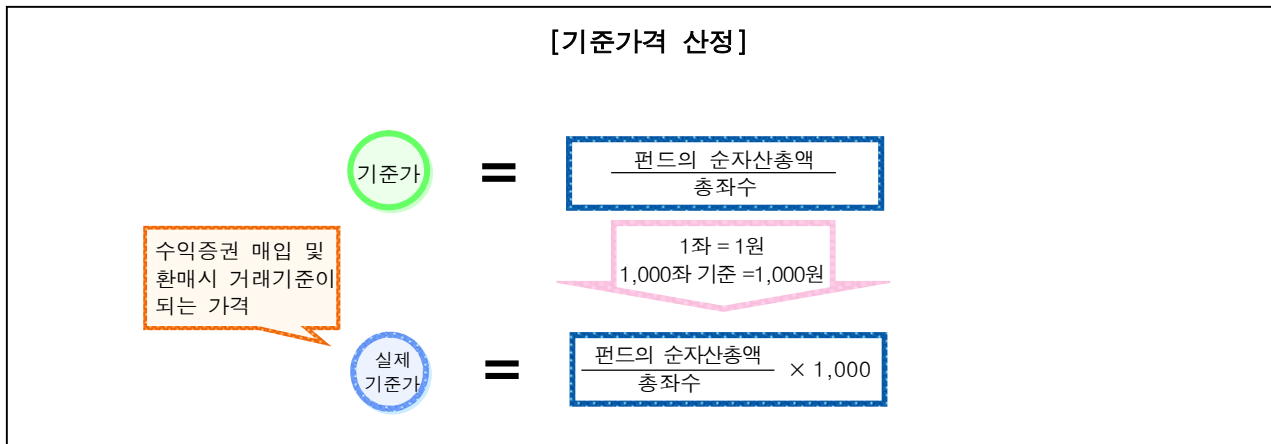 [기준가격 산정]
기준가
=
펀드의 순자산총액
총좌수
1좌 = 1원
1,000좌 기준 =1,000원
수익증권 매입 및
환매시 거래기준이
되는 가격
실제
기준가
=
펀드의 순자산총액
총좌수
× 1,000